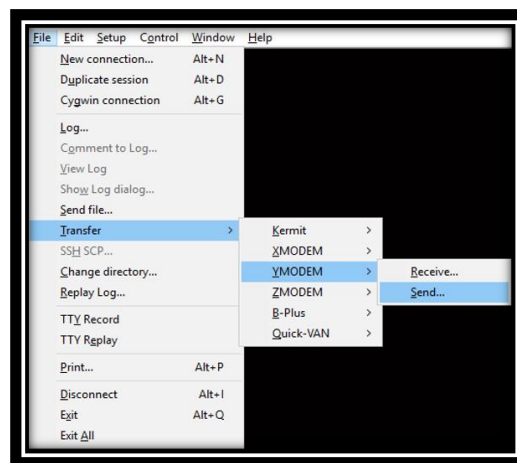 File Edit Setup Control Window Help
New connection... Alt+N
Duplicate session Alt+D
Cygwin connection Alt+G
Log...
Comment to Log...
View Log
Show Log dialog...
Send file...
Transfer >
SSH SCP...
Change directory...
Replay Log...
TTY Record
TTY Replay
Print... Alt+P
Disconnect Alt+I
Exit Alt+Q
Exit All
Kermit >
XMODEM >
YMODEM >
ZMODEM >
B-Plus >
Quick-VAN >
Receive...
Send...